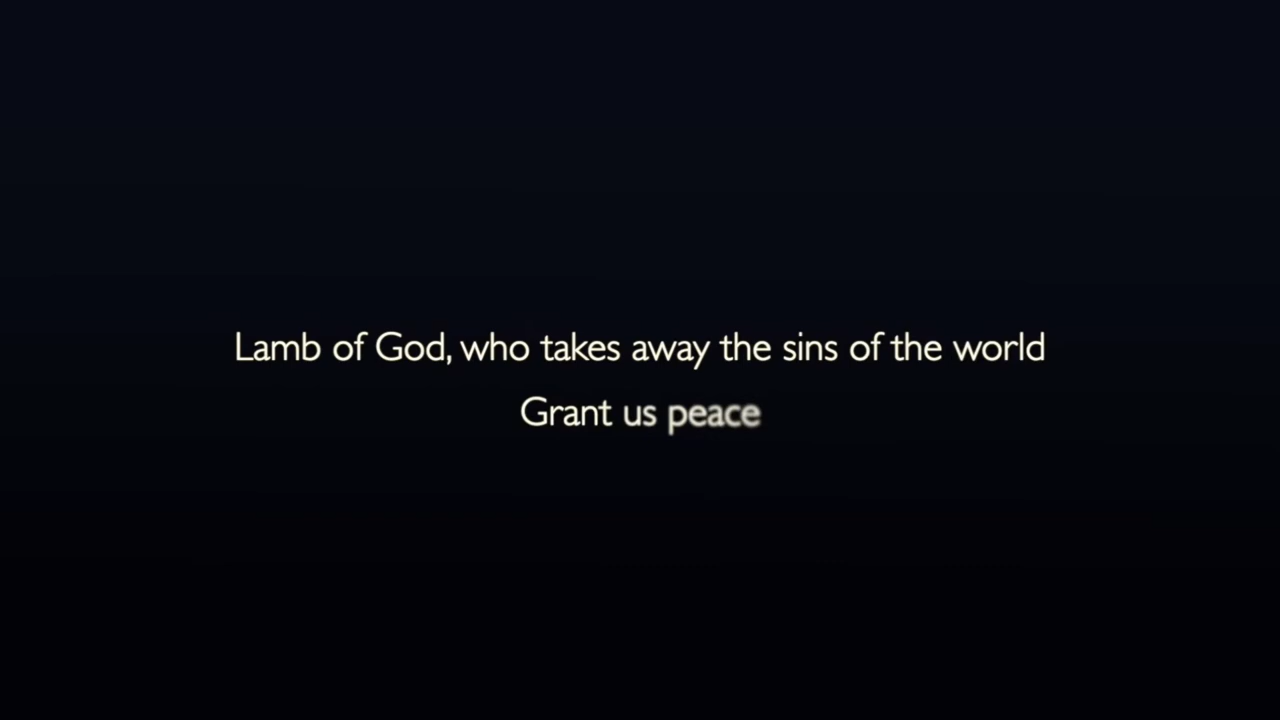 Lamb of God, who takes away the sins of the world
Grant us peace